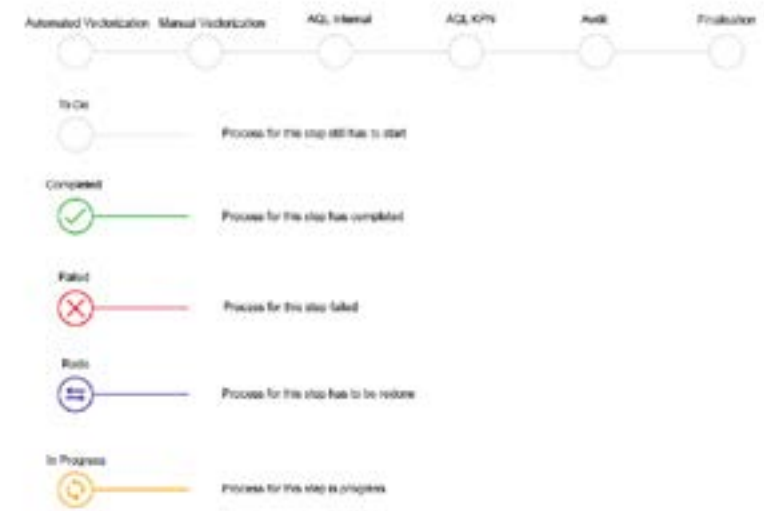 Automated Vectorization Manual Vectorization AQL Internal AQL KPN Audit Finalisation
To Do
Process for this step still has to start
Completed
Process for this step has completed
Failed
Process for this step failed
Redo
Process for this step has to be redone
In Progress
Process for this step is progress